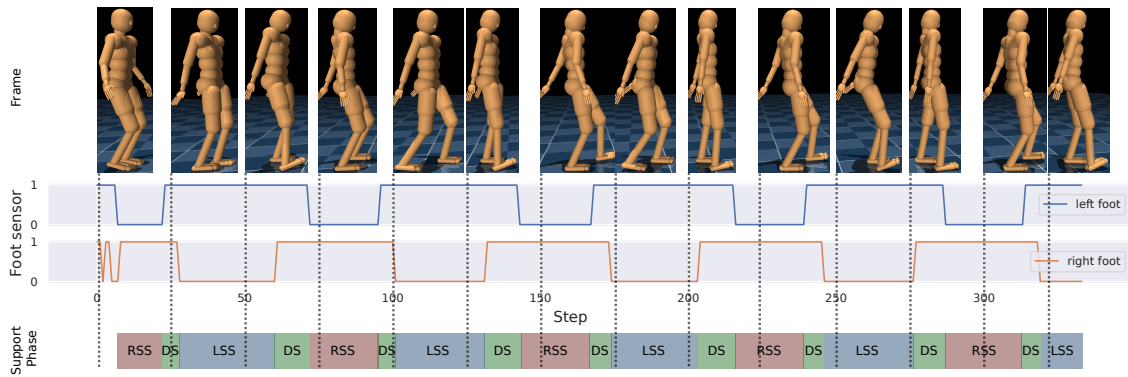 Frame
Foot sensor
1
0
left foot
1
0
right foot
0 50 100 150 200 250 300
Step
Support
Phase
RSS DS LSS DS RSS DS LSS DS RSS DS LSS DS RSS DS LSS DS RSS DS LSS